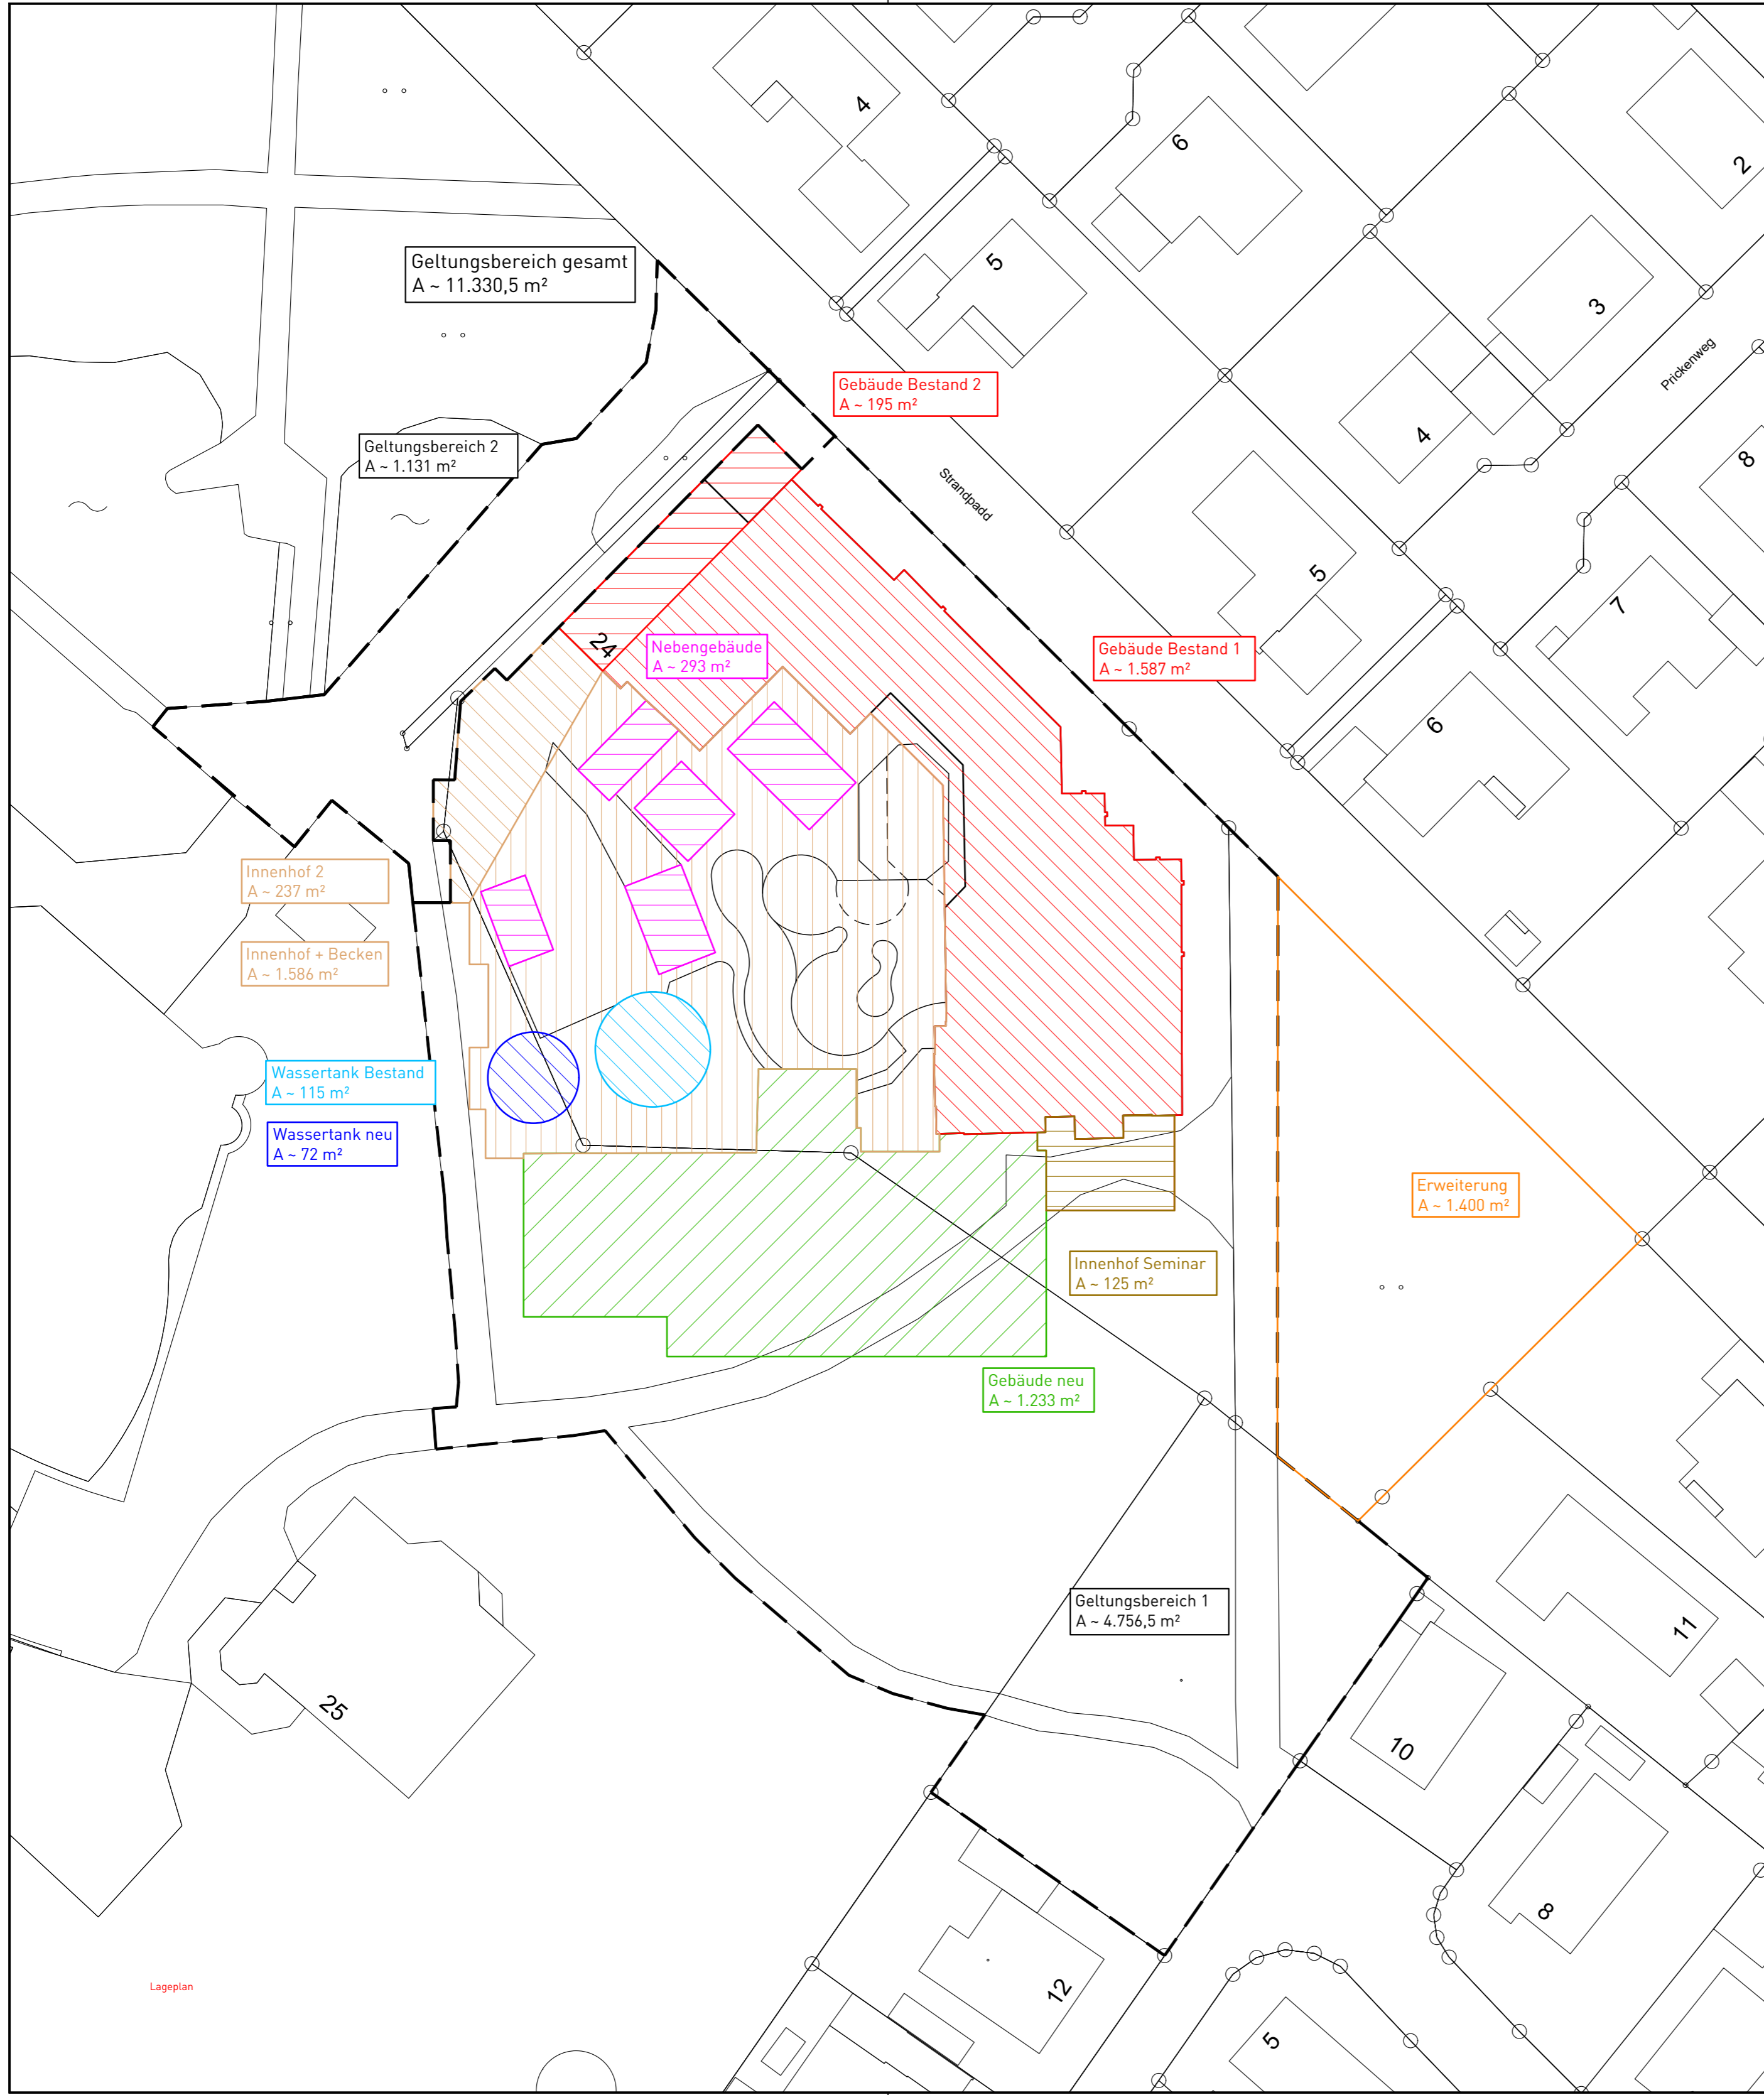 4
6
2
5
Geltungsbereich gesamt
A ~ 11.330,5 m²
3
Prickenweg
Gebäude Bestand 2
A ~ 195 m²
4
Geltungsbereich 2
A ~ 1.131 m²
8
Strandpadd
5
7
24
Nebengebäude
A ~ 293 m²
Gebäude Bestand 1
A ~ 1.587 m²
6
Innenhof 2
A ~ 237 m²
Innenhof + Becken
A ~ 1.586 m²
Wassertank Bestand
A ~ 115 m²
Wassertank neu
A ~ 72 m²
Erweiterung
A ~ 1.400 m²
Innenhof Seminar
A ~ 125 m²
Gebäude neu
A ~ 1.233 m²
Geltungsbereich 1
A ~ 4.756,5 m²
11
25
10
8
Lageplan
12
5